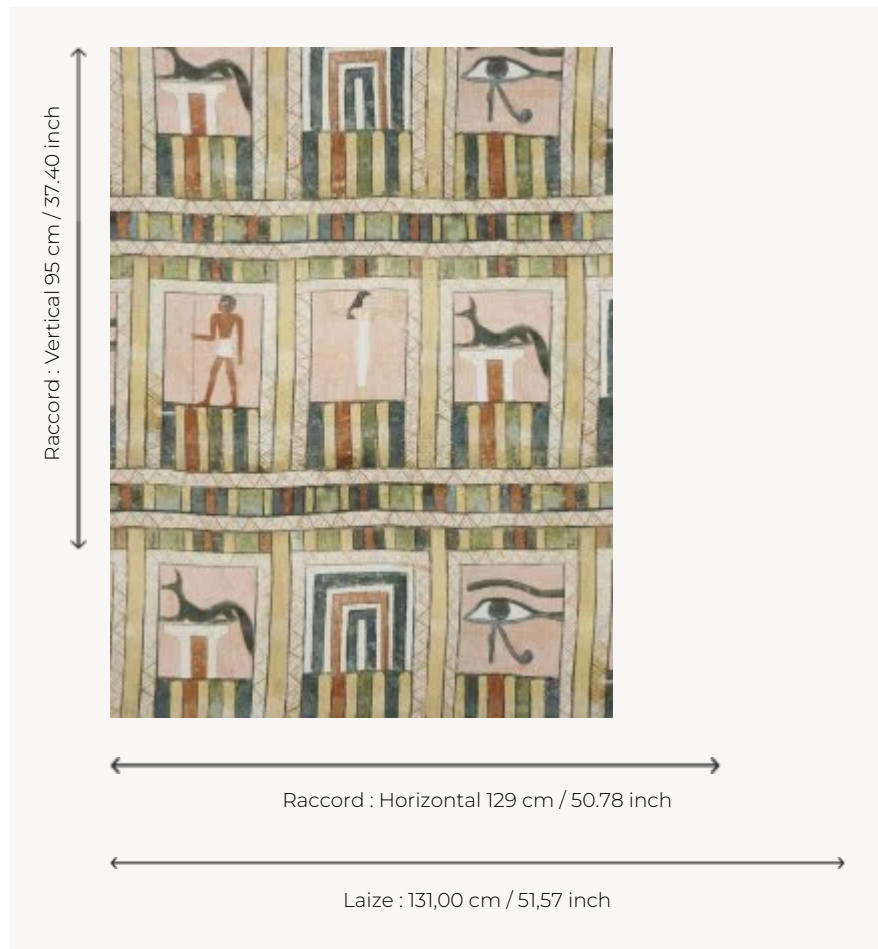 Raccord : Vertical 95 cm / 37.40 inch
Raccord : Horizontal 129 cm / 50.78 inch
Laize : 131,00 cm / 51,57 inch